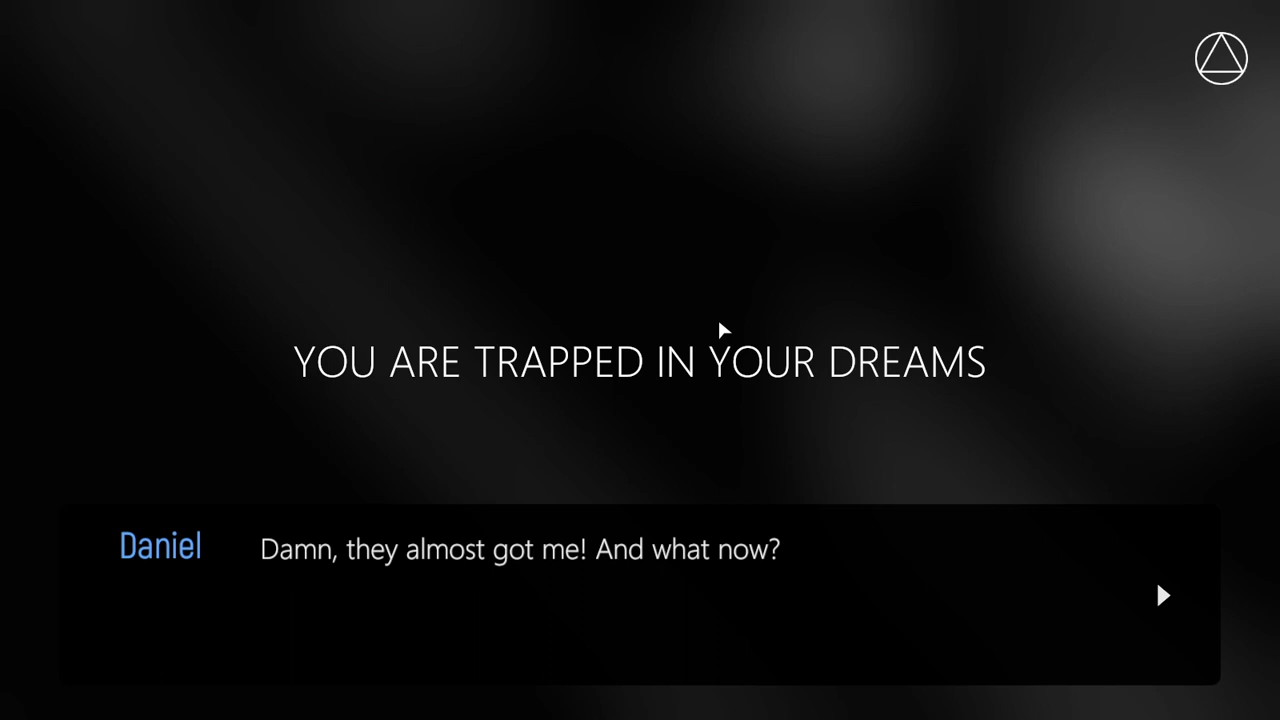 YOU ARE TRAPPED IN YOUR DREAMS
Daniel Damn, they almost got me! And what now?